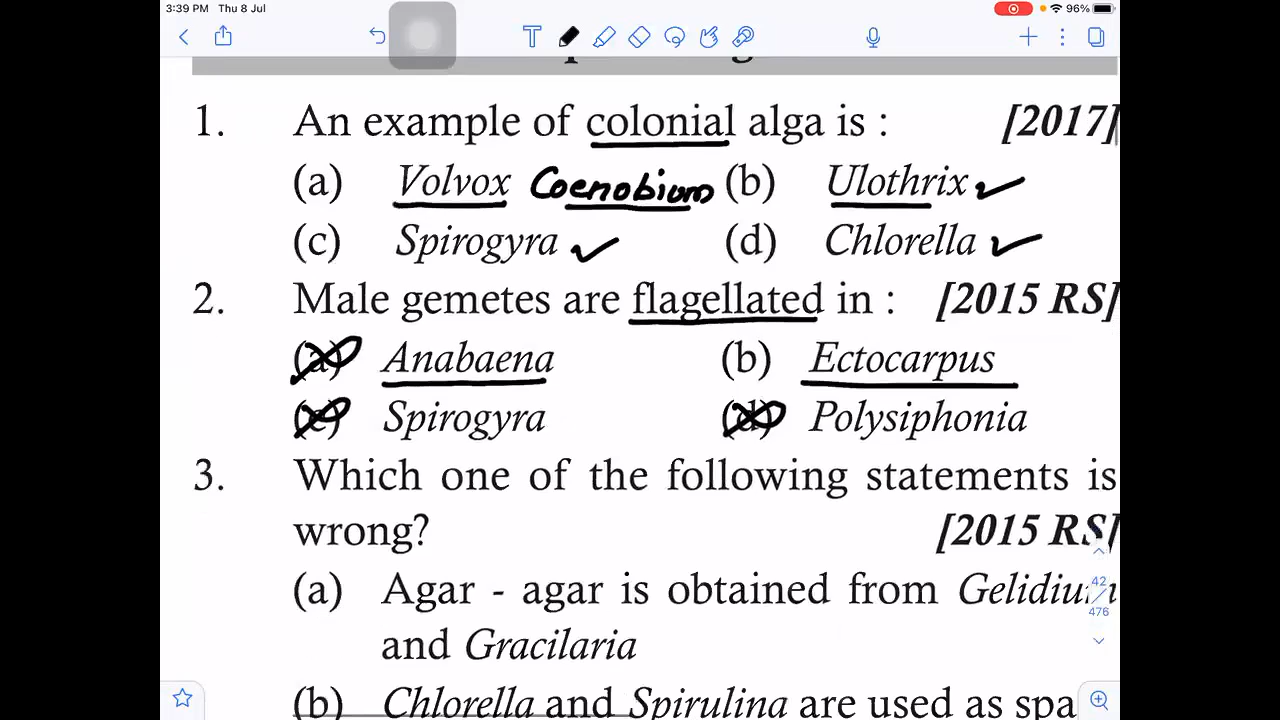 3:39 PM Thu 8 Jul 96%
1. An example of colonial alga is : [2017]
(a) Volvox Coenobium (b) Ulothrix
(c) Spirogyra (d) Chlorella
2. Male gemetes are flagellated in : [2015 RS]
(a) Anabaena (b) Ectocarpus
(c) Spirogyra (d) Polysiphonia
3. Which one of the following statements is
wrong? [2015 RS]
(a) Agar - agar is obtained from Gelidium
42
476
and Gracilaria
(b) Chlorella and Spirulina are used as spa